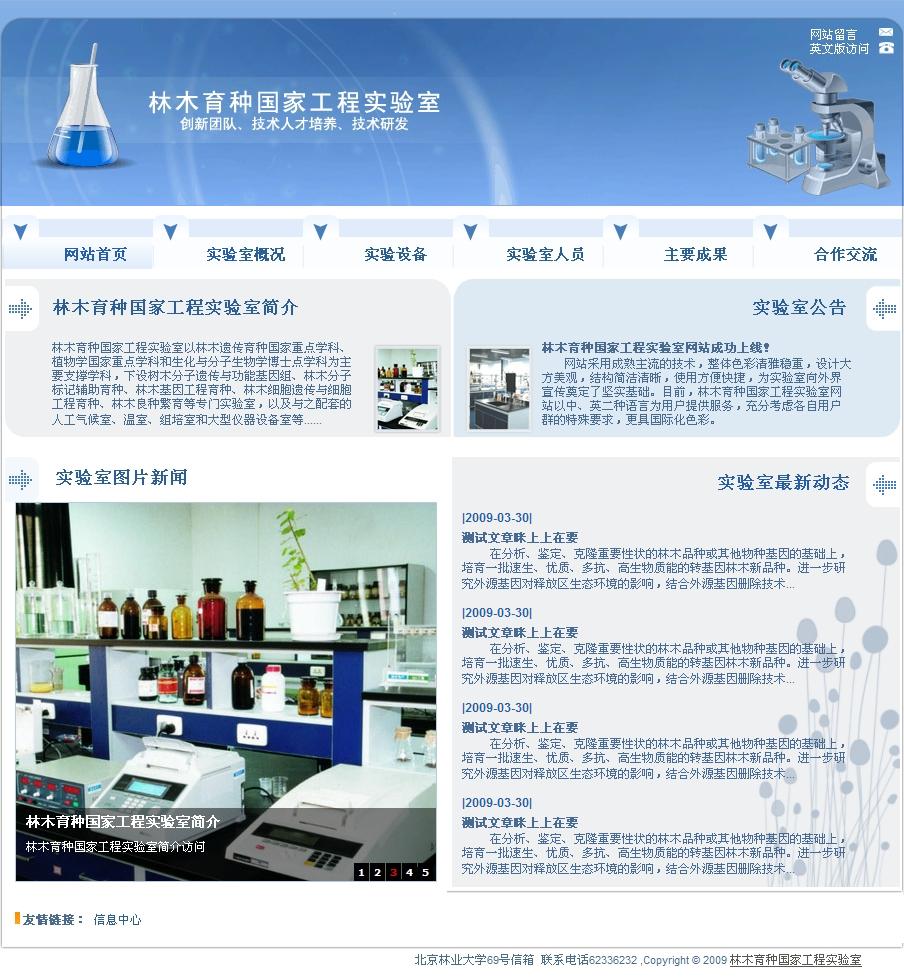 网站留言
英文版访问
林木育种国家工程实验室
创新团队、技术人才培养、技术研发
网站首页
实验室概况
实验设备
实验室人员
主要成果
合作交流
林木育种国家工程实验室简介
林木育种国家工程实验室以林木遗传育种国家重点学科、
植物学国家重点学科和生化与分子生物学博士点学科为主
要支撑学科，下设树木分子遗传与功能基因组、林木分子
标记辅助育种、林木基因工程育种、林木细胞遗传与细胞
工程育种、林木良种繁育等专门实验室，以及与之配套的
人工气候室、温室、组培室和大型仪器设备室等......
实验室公告
林木育种国家工程实验室网站成功上线！
网站采用成熟主流的技术，整体色彩清雅稳重，设计大
方美观，结构简洁清晰，使用方便快捷，为实验室向外界
宣传奠定了坚实基础。目前，林木育种国家工程实验室网
站以中、英二种语言为用户提供服务，充分考虑各自用户
群的特殊要求，更具国际化色彩。
实验室图片新闻
林木育种国家工程实验室简介
林木育种国家工程实验室简介访问
1 2 3 4 5
实验室最新动态
|2009-03-30|
测试文章咪上上在要
在分析、鉴定、克隆重要性状的林木品种或其他物种基因的基础上，
培育一批速生、优质、多抗、高生物质能的转基因林木新品种。进一步研
究外源基因对释放区生态环境的影响，结合外源基因删除技术...
|2009-03-30|
测试文章咪上上在要
在分析、鉴定、克隆重要性状的林木品种或其他物种基因的基础上，
培育一批速生、优质、多抗、高生物质能的转基因林木新品种。进一步研
究外源基因对释放区生态环境的影响，结合外源基因删除技术...
|2009-03-30|
测试文章咪上上在要
在分析、鉴定、克隆重要性状的林木品种或其他物种基因的基础上，
培育一批速生、优质、多抗、高生物质能的转基因林木新品种。进一步研
究外源基因对释放区生态环境的影响，结合外源基因删除技术...
|2009-03-30|
测试文章咪上上在要
在分析、鉴定、克隆重要性状的林木品种或其他物种基因的基础上，
培育一批速生、优质、多抗、高生物质能的转基因林木新品种。进一步研
究外源基因对释放区生态环境的影响，结合外源基因删除技术...
友情链接： 信息中心
北京林业大学69号信箱 联系电话62336232 ,Copyright © 2009 林木育种国家工程实验室